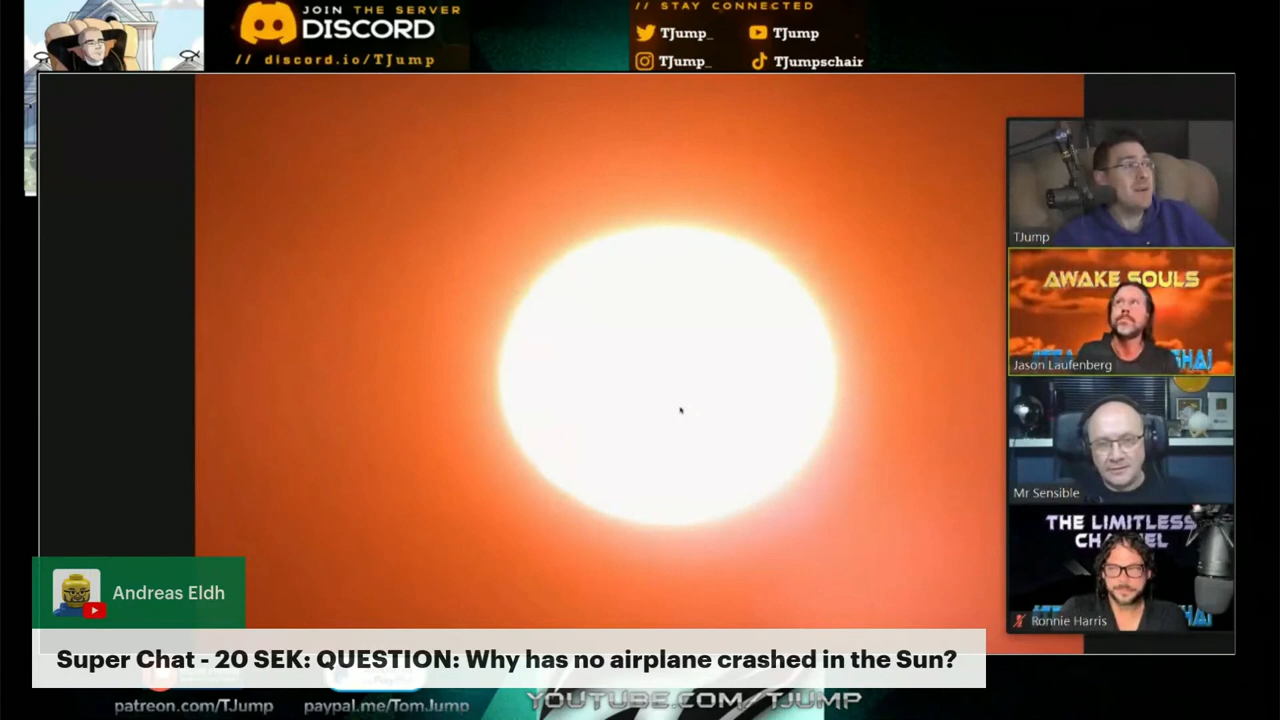 JOIN THE SERVER
DISCORD
// discord.io/TJump
// STAY CONNECTED
TJump_
TJump
TJump_
TJumpschair
TJump
AWAKE SOULS
Jason Laufenberg
Mr Sensible
THE LIMITLESS
Ronnie Harris
Andreas Eldh
Super Chat - 20 SEK: QUESTION: Why has no airplane crashed in the Sun?
patreon.com/TJump
paypal.me/TomJump
YOUTUBE.COM/TJUMP